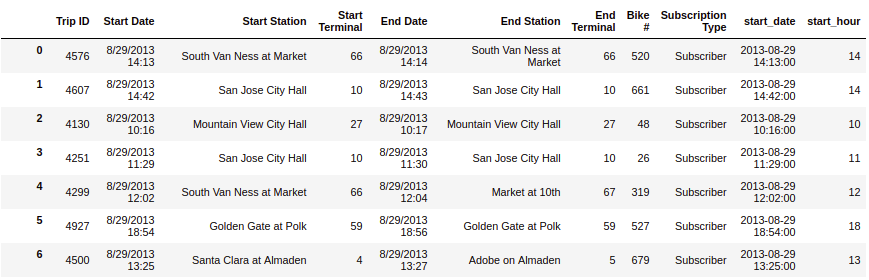 Trip ID Start Date Start Station Start Terminal End Date End Station End Terminal Bike # Subscription Type start_date start_hour
0 4576 8/29/2013 14:13 South Van Ness at Market 66 8/29/2013 14:14 South Van Ness at Market 66 520 Subscriber 2013-08-29 14:13:00 14
1 4607 8/29/2013 14:42 San Jose City Hall 10 8/29/2013 14:43 San Jose City Hall 10 661 Subscriber 2013-08-29 14:42:00 14
2 4130 8/29/2013 10:16 Mountain View City Hall 27 8/29/2013 10:17 Mountain View City Hall 27 48 Subscriber 2013-08-29 10:16:00 10
3 4251 8/29/2013 11:29 San Jose City Hall 10 8/29/2013 11:30 San Jose City Hall 10 26 Subscriber 2013-08-29 11:29:00 11
4 4299 8/29/2013 12:02 South Van Ness at Market 66 8/29/2013 12:04 Market at 10th 67 319 Subscriber 2013-08-29 12:02:00 12
5 4927 8/29/2013 18:54 Golden Gate at Polk 59 8/29/2013 18:56 Golden Gate at Polk 59 527 Subscriber 2013-08-29 18:54:00 18
6 4500 8/29/2013 13:25 Santa Clara at Almaden 4 8/29/2013 13:27 Adobe on Almaden 5 679 Subscriber 2013-08-29 13:25:00 13